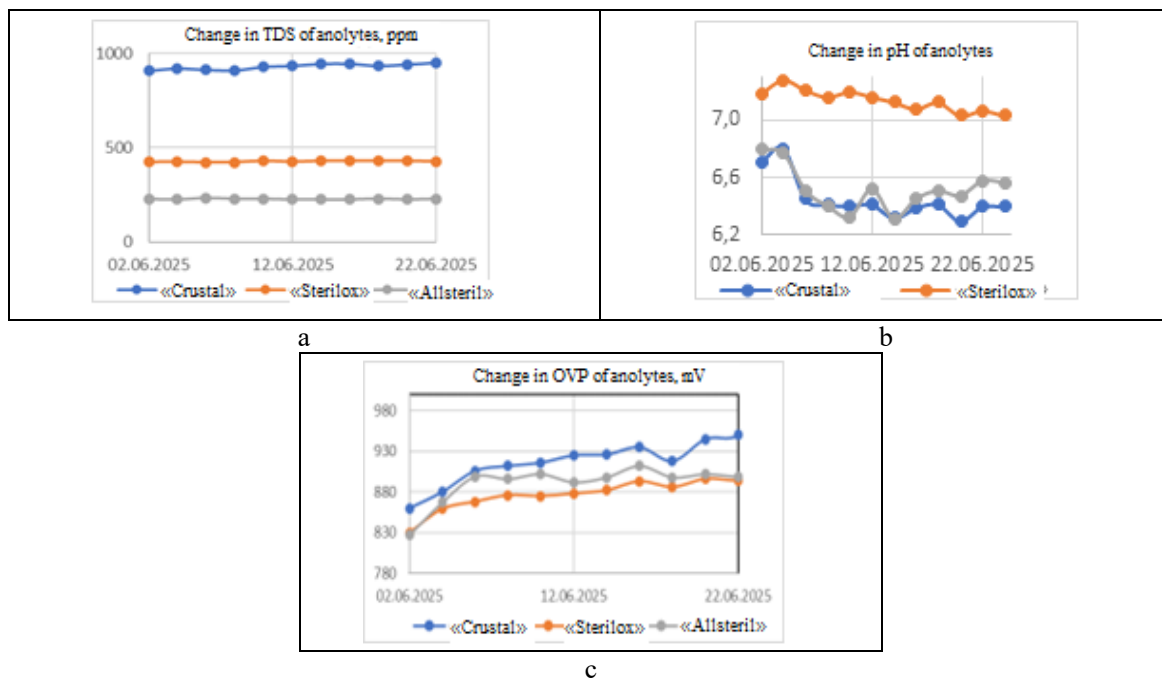 Change in TDS of anolytes, ppm
1000
500
0
02.06.2025 12.06.2025 22.06.2025
«Crustal» «Sterilox» «Allsteril»
a
Change in pH of anolytes
7,0
6,6
6,2
02.06.2025 12.06.2025 22.06.2025
«Crustal» «Sterilox»
b
Change in OVP of anolytes, mV
980
930
880
830
780
02.06.2025 12.06.2025 22.06.2025
«Crustal» «Sterilox» «Allsteril»
c